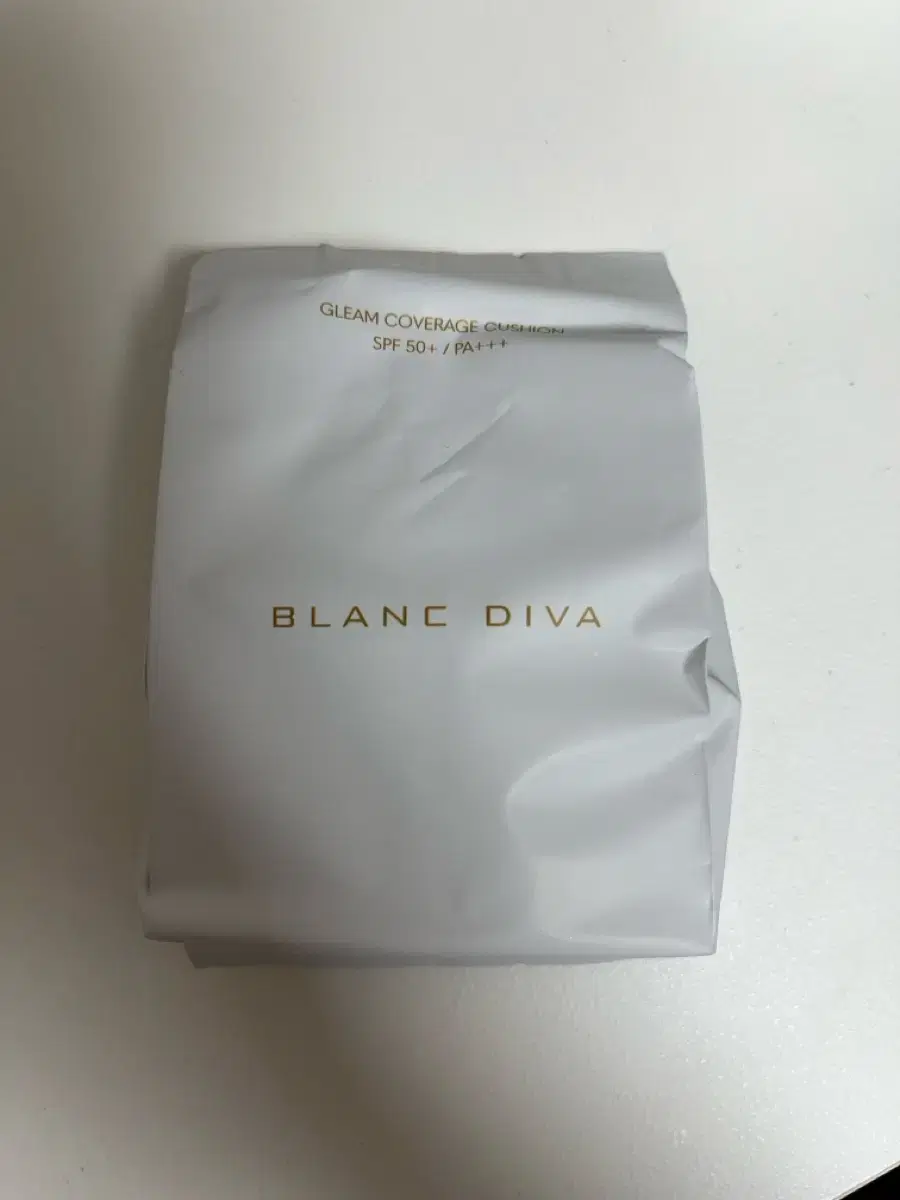 GLEAM COVERAGE CUSHION
SPF 50+ / PA+++
BLANC DIVA